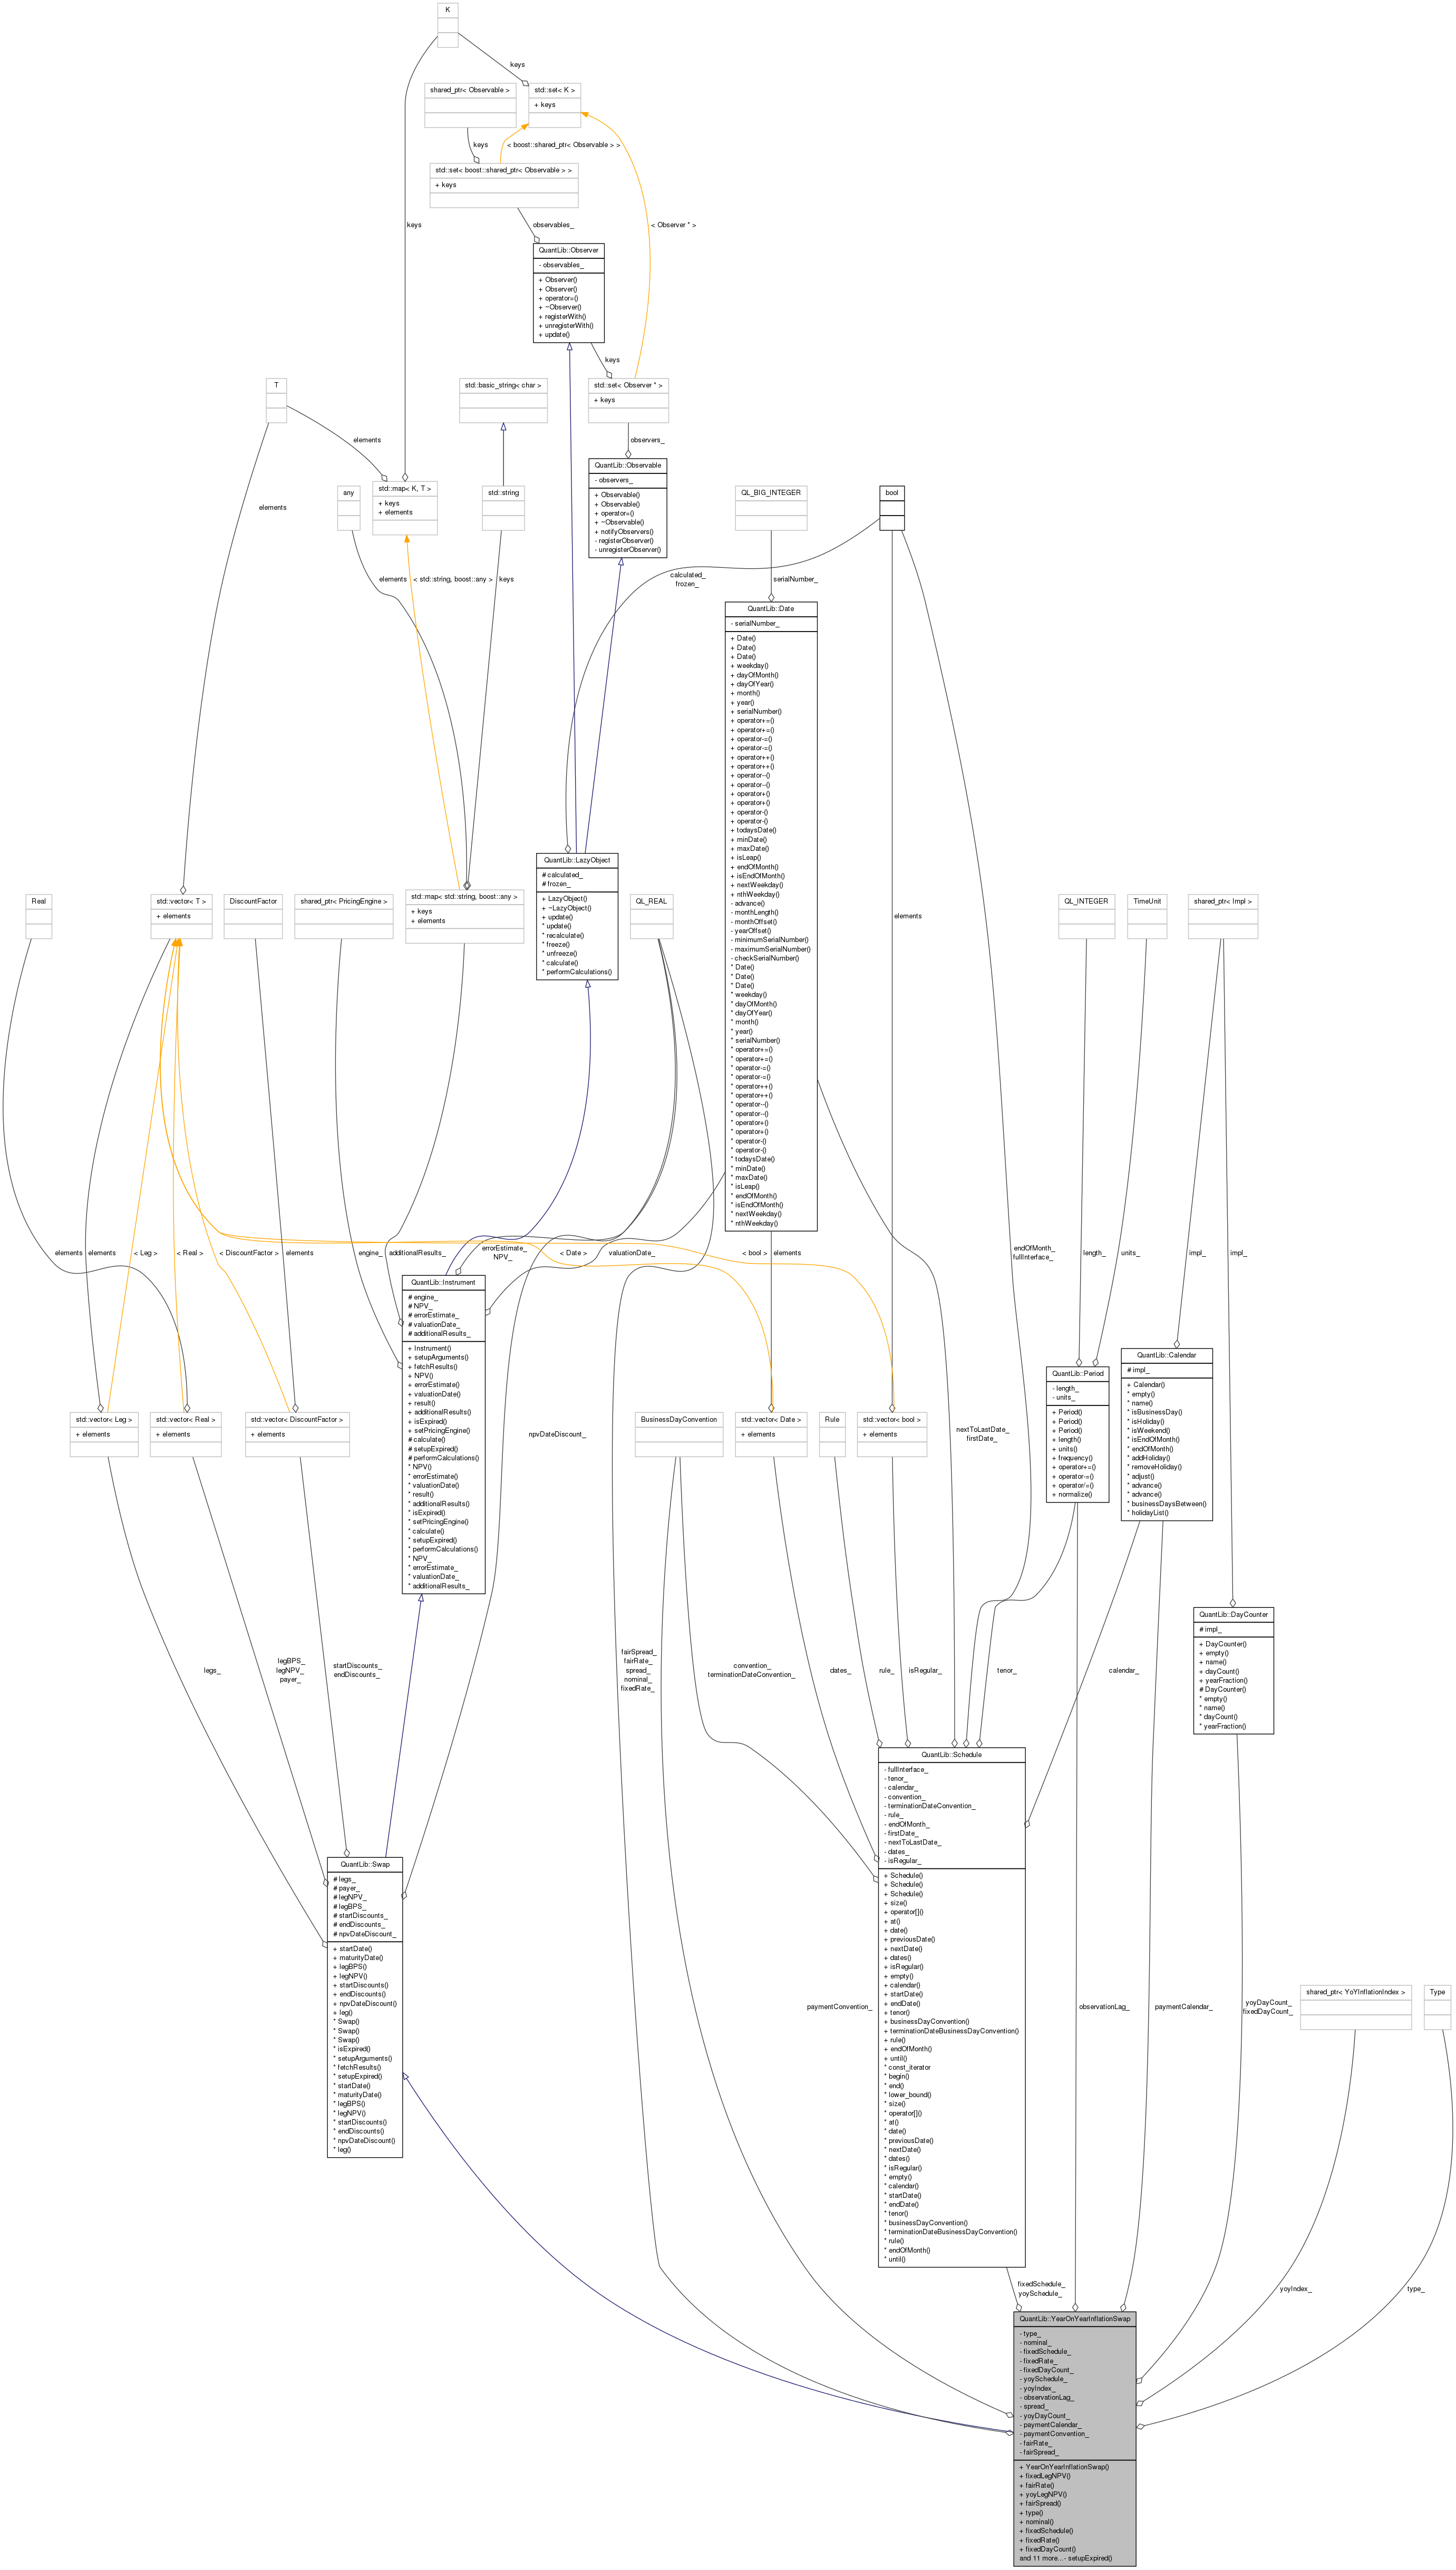 K
keys
shared_ptr< Observable >
std::set< K >
+ keys
keys
< boost::shared_ptr< Observable > >
std::set< boost::shared_ptr< Observable > >
+ keys
keys
observables_
< Observer * >
QuantLib::Observer
- observables_
+ Observer()
+ Observer()
+ operator=()
+ ~Observer()
+ registerWith()
+ unregisterWith()
+ update()
keys
T
std::basic_string< char >
std::set< Observer * >
+ keys
elements
observers_
QuantLib::Observable
- observers_
+ Observable()
+ Observable()
+ operator=()
+ ~Observable()
+ notifyObservers()
- registerObserver()
- unregisterObserver()
elements
any
std::map< K, T >
+ keys
+ elements
std::string
QL_BIG_INTEGER
bool
elements
< std::string, boost::any >
keys
calculated_
frozen_
serialNumber_
QuantLib::Date
- serialNumber_
+ Date()
+ Date()
+ Date()
+ weekday()
+ dayOfMonth()
+ dayOfYear()
+ month()
+ year()
+ serialNumber()
+ operator+=()
+ operator+=()
+ operator-=()
+ operator-=()
+ operator++()
+ operator++()
+ operator--()
+ operator--()
+ operator+()
+ operator+()
+ operator-()
+ operator-()
+ todaysDate()
+ minDate()
+ maxDate()
+ isLeap()
+ endOfMonth()
+ isEndOfMonth()
+ nextWeekday()
+ nthWeekday()
- advance()
- monthLength()
- monthOffset()
- yearOffset()
- minimumSerialNumber()
- maximumSerialNumber()
- checkSerialNumber()
* Date()
* Date()
* Date()
* weekday()
* dayOfMonth()
* dayOfYear()
* month()
* year()
* serialNumber()
* operator+=()
* operator+=()
* operator-=()
* operator-=()
* operator++()
* operator++()
* operator--()
* operator--()
* operator+()
* operator+()
* operator-()
* operator-()
* todaysDate()
* minDate()
* maxDate()
* isLeap()
* endOfMonth()
* isEndOfMonth()
* nextWeekday()
* nthWeekday()
QuantLib::LazyObject
# calculated_
# frozen_
+ LazyObject()
+ ~LazyObject()
+ update()
* update()
* recalculate()
* freeze()
* unfreeze()
* calculate()
* performCalculations()
Real
std::vector< T >
+ elements
DiscountFactor
shared_ptr< PricingEngine >
std::map< std::string, boost::any >
+ keys
+ elements
QL_REAL
elements
QL_INTEGER
TimeUnit
shared_ptr< Impl >
elements
elements
< Leg >
< Real >
< DiscountFactor >
elements
engine_
additionalResults_
errorEstimate_
NPV_
< Date >
valuationDate_
< bool >
elements
endOfMonth_
fullInterface_
length_
units_
impl_
impl_
QuantLib::Instrument
# engine_
# NPV_
# errorEstimate_
# valuationDate_
# additionalResults_
+ Instrument()
+ setupArguments()
+ fetchResults()
+ NPV()
+ errorEstimate()
+ valuationDate()
+ result()
+ additionalResults()
+ isExpired()
+ setPricingEngine()
# calculate()
# setupExpired()
# performCalculations()
* NPV()
* errorEstimate()
* valuationDate()
* result()
* additionalResults()
* isExpired()
* setPricingEngine()
* calculate()
* setupExpired()
* performCalculations()
* NPV_
* errorEstimate_
* valuationDate_
* additionalResults_
QuantLib::Period
- length_
- units_
+ Period()
+ Period()
+ Period()
+ length()
+ units()
+ frequency()
+ operator+=()
+ operator-=()
+ operator/=()
+ normalize()
QuantLib::Calendar
# impl_
+ Calendar()
* empty()
* name()
* isBusinessDay()
* isHoliday()
* isWeekend()
* isEndOfMonth()
* endOfMonth()
* addHoliday()
* removeHoliday()
* adjust()
* advance()
* advance()
* businessDaysBetween()
* holidayList()
std::vector< Leg >
+ elements
std::vector< Real >
+ elements
std::vector< DiscountFactor >
+ elements
BusinessDayConvention
std::vector< Date >
+ elements
Rule
std::vector< bool >
+ elements
npvDateDiscount_
nextToLastDate_
firstDate_
QuantLib::DayCounter
# impl_
+ DayCounter()
+ empty()
+ name()
+ dayCount()
+ yearFraction()
# DayCounter()
* empty()
* name()
* dayCount()
* yearFraction()
legs_
legBPS_
legNPV_
payer_
startDiscounts_
endDiscounts_
fairSpread_
fairRate_
spread_
nominal_
fixedRate_
convention_
terminationDateConvention_
dates_
rule_
isRegular_
tenor_
calendar_
QuantLib::Schedule
- fullInterface_
- tenor_
- calendar_
- convention_
- terminationDateConvention_
- rule_
- endOfMonth_
- firstDate_
- nextToLastDate_
- dates_
- isRegular_
+ Schedule()
+ Schedule()
+ Schedule()
+ size()
+ operator[]()
+ at()
+ date()
+ previousDate()
+ nextDate()
+ dates()
+ isRegular()
+ empty()
+ calendar()
+ startDate()
+ endDate()
+ tenor()
+ businessDayConvention()
+ terminationDateBusinessDayConvention()
+ rule()
+ endOfMonth()
+ until()
* const_iterator
* begin()
* end()
* lower_bound()
* size()
* operator[]()
* at()
* date()
* previousDate()
* nextDate()
* dates()
* isRegular()
* empty()
* calendar()
* startDate()
* endDate()
* tenor()
* businessDayConvention()
* terminationDateBusinessDayConvention()
* rule()
* endOfMonth()
* until()
QuantLib::Swap
# legs_
# payer_
# legNPV_
# legBPS_
# startDiscounts_
# endDiscounts_
# npvDateDiscount_
+ startDate()
+ maturityDate()
+ legBPS()
+ legNPV()
+ startDiscounts()
+ endDiscounts()
+ npvDateDiscount()
+ leg()
* Swap()
* Swap()
* Swap()
* isExpired()
* setupArguments()
* fetchResults()
* setupExpired()
* startDate()
* maturityDate()
* legBPS()
* legNPV()
* startDiscounts()
* endDiscounts()
* npvDateDiscount()
* leg()
shared_ptr< YoYInflationIndex >
Type
paymentConvention_
observationLag_
paymentCalendar_
yoyDayCount_
fixedDayCount_
fixedSchedule_
yoySchedule_
yoyIndex_
type_
QuantLib::YearOnYearInflationSwap
- type_
- nominal_
- fixedSchedule_
- fixedRate_
- fixedDayCount_
- yoySchedule_
- yoyIndex_
- observationLag_
- spread_
- yoyDayCount_
- paymentCalendar_
- paymentConvention_
- fairRate_
- fairSpread_
+ YearOnYearInflationSwap()
+ fixedLegNPV()
+ fairRate()
+ yoyLegNPV()
+ fairSpread()
+ type()
+ nominal()
+ fixedSchedule()
+ fixedRate()
+ fixedDayCount()
and 11 more...- setupExpired()